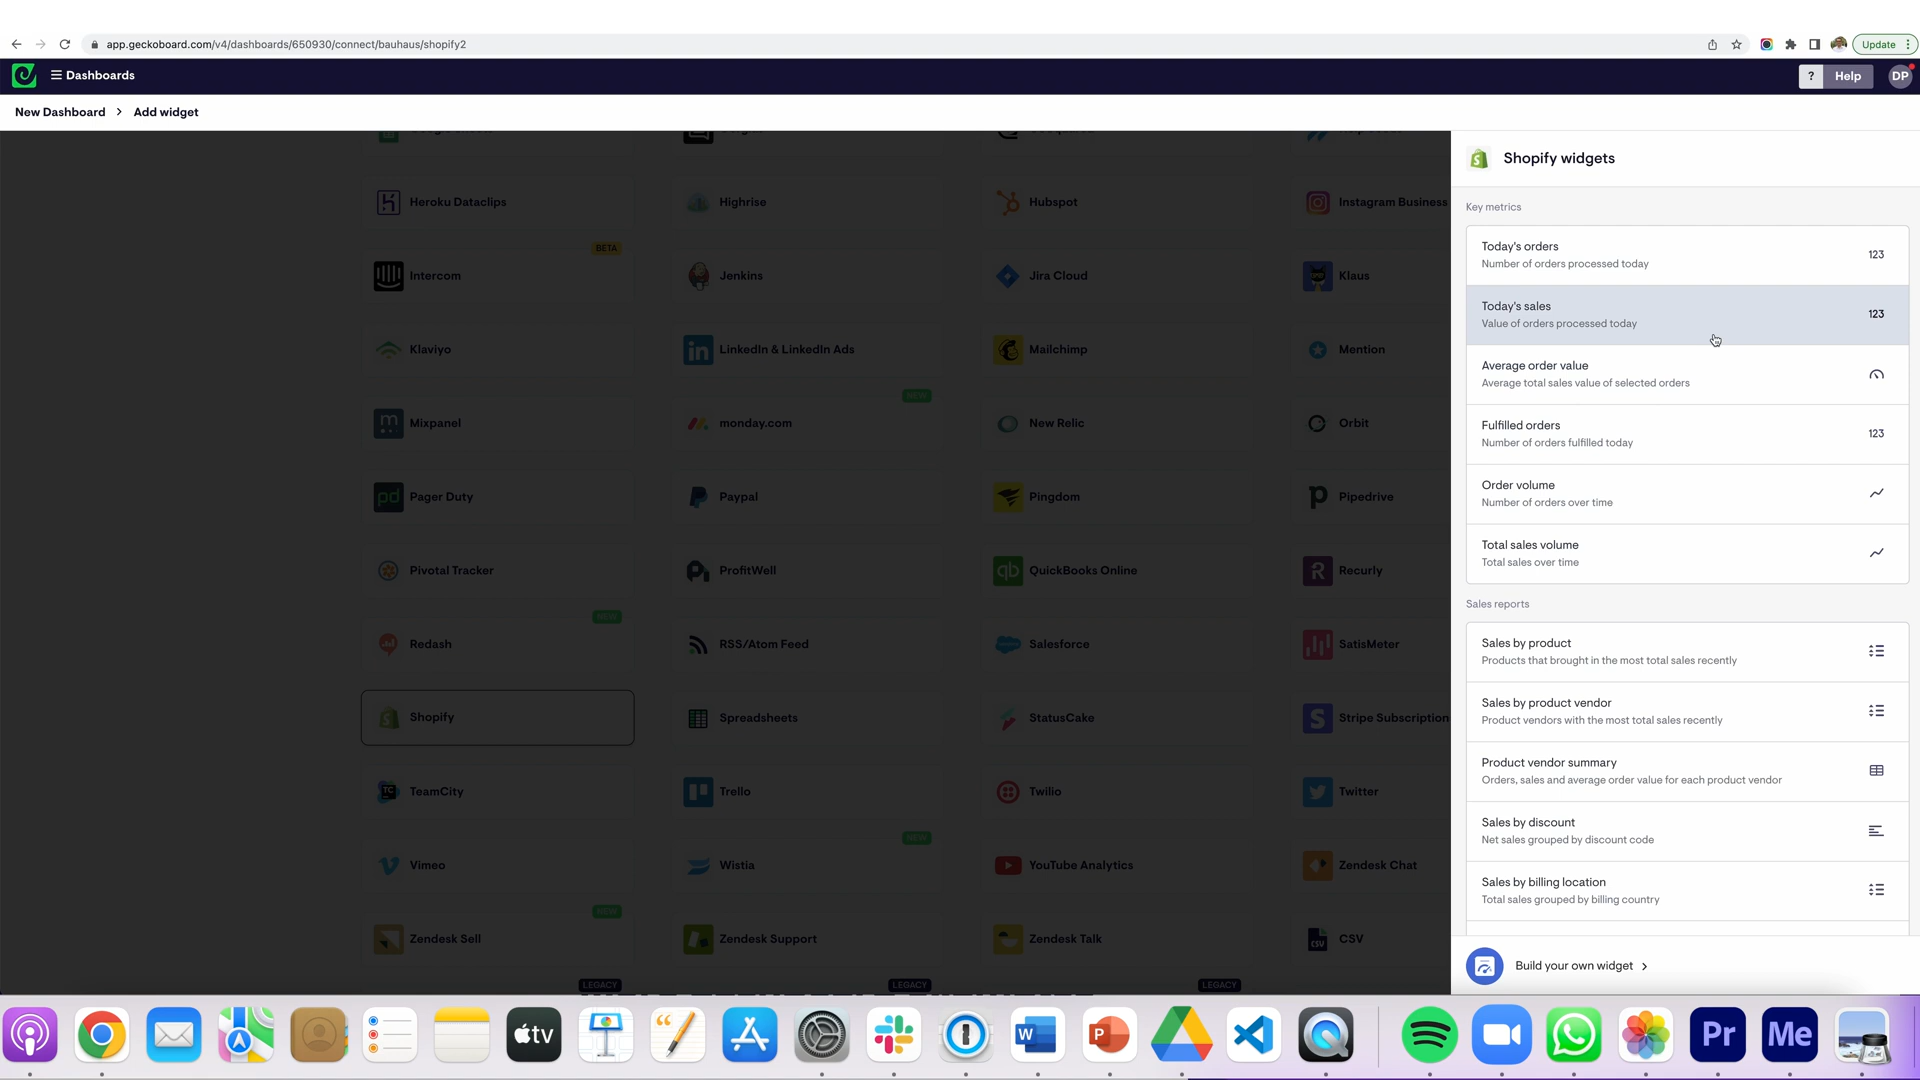 app.geckoboard.com/v4/dashboards/650930/connect/bauhaus/shopify2
Update
Dashboards
? Help
DP
New Dashboard > Add widget
Heroku Dataclips
Highrise
Hubspot
Instagram Business
BETA
Intercom
Jenkins
Jira Cloud
Klaus
Klaviyo
LinkedIn & LinkedIn Ads
Mailchimp
Mention
NEW
Mixpanel
monday.com
New Relic
Orbit
Pager Duty
Paypal
Pingdom
Pipedrive
Pivotal Tracker
ProfitWell
QuickBooks Online
Recurly
NEW
Redash
RSS/Atom Feed
Salesforce
SatisMeter
Shopify
Spreadsheets
StatusCake
Stripe Subscription
TeamCity
Trello
Twilio
Twitter
NEW
Vimeo
Wistia
YouTube Analytics
Zendesk Chat
NEW
Zendesk Sell
Zendesk Support
Zendesk Talk
CSV
LEGACY
LEGACY
LEGACY
Shopify widgets
Key metrics
Today's orders
Number of orders processed today
123
Today's sales
Value of orders processed today
123
Average order value
Average total sales value of selected orders
Fulfilled orders
Number of orders fulfilled today
123
Order volume
Number of orders over time
Total sales volume
Total sales over time
Sales reports
Sales by product
Products that brought in the most total sales recently
Sales by product vendor
Product vendors with the most total sales recently
Product vendor summary
Orders, sales and average order value for each product vendor
Sales by discount
Net sales grouped by discount code
Sales by billing location
Total sales grouped by billing country
Build your own widget >
tv
W
P
Pr
Me